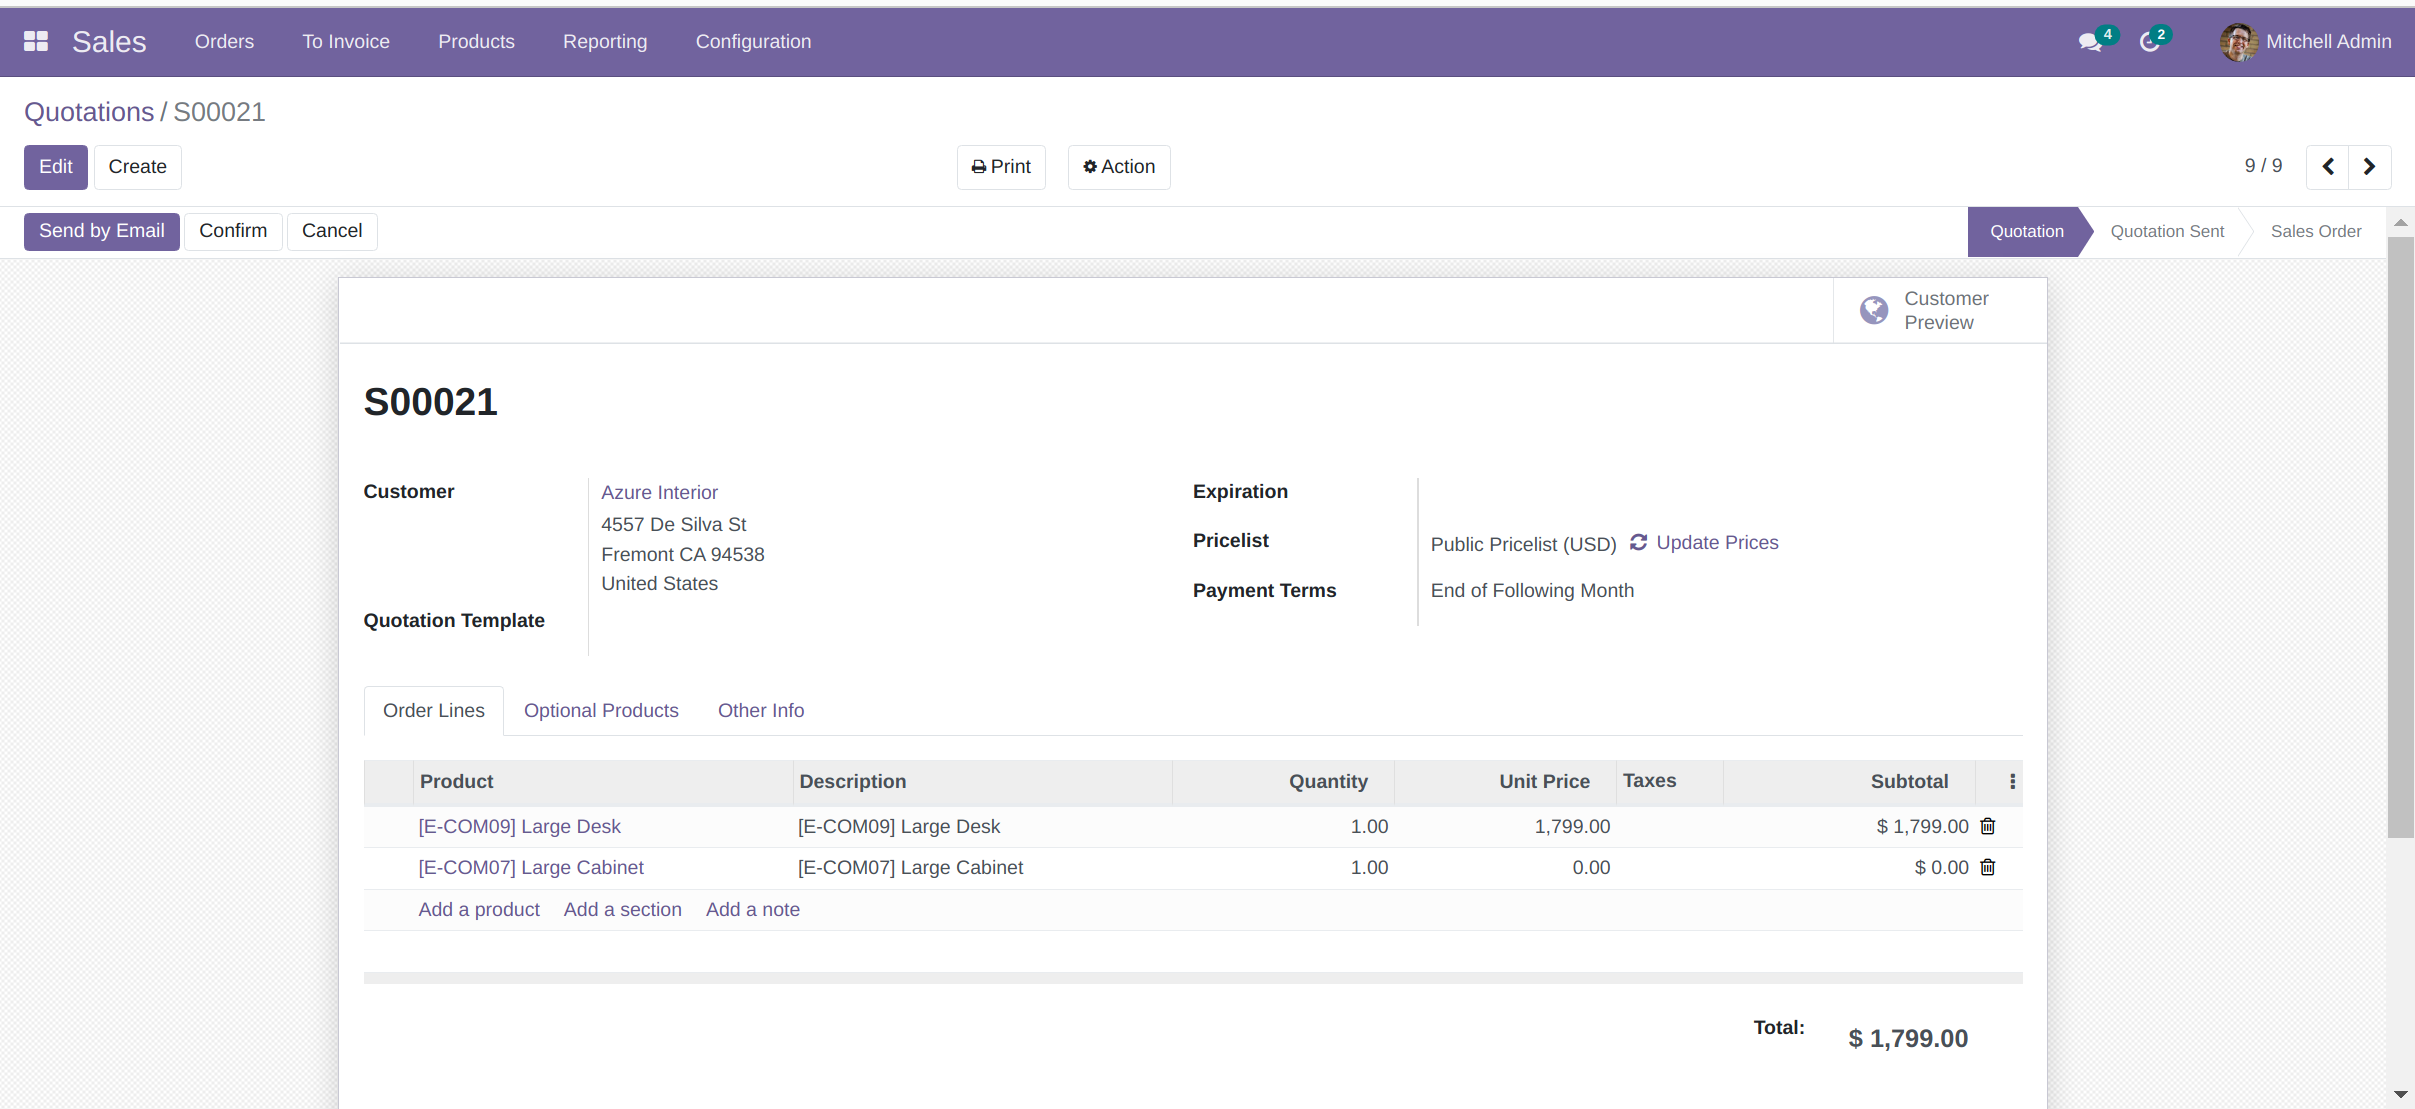 Sales Orders To Invoice Products Reporting Configuration 4 2 Mitchell Admin
Quotations / S00021
Edit Create Print Action 9 / 9
Send by Email Confirm Cancel Quotation Quotation Sent Sales Order
Customer
Preview
S00021
Customer Azure Interior
4557 De Silva St
Fremont CA 94538
United States
Quotation Template
Expiration
Pricelist Public Pricelist (USD) Update Prices
Payment Terms End of Following Month
Order Lines Optional Products Other Info
Product Description Quantity Unit Price Taxes Subtotal
[E-COM09] Large Desk [E-COM09] Large Desk 1.00 1,799.00 $ 1,799.00
[E-COM07] Large Cabinet [E-COM07] Large Cabinet 1.00 0.00 $ 0.00
Add a product Add a section Add a note
Total: $ 1,799.00